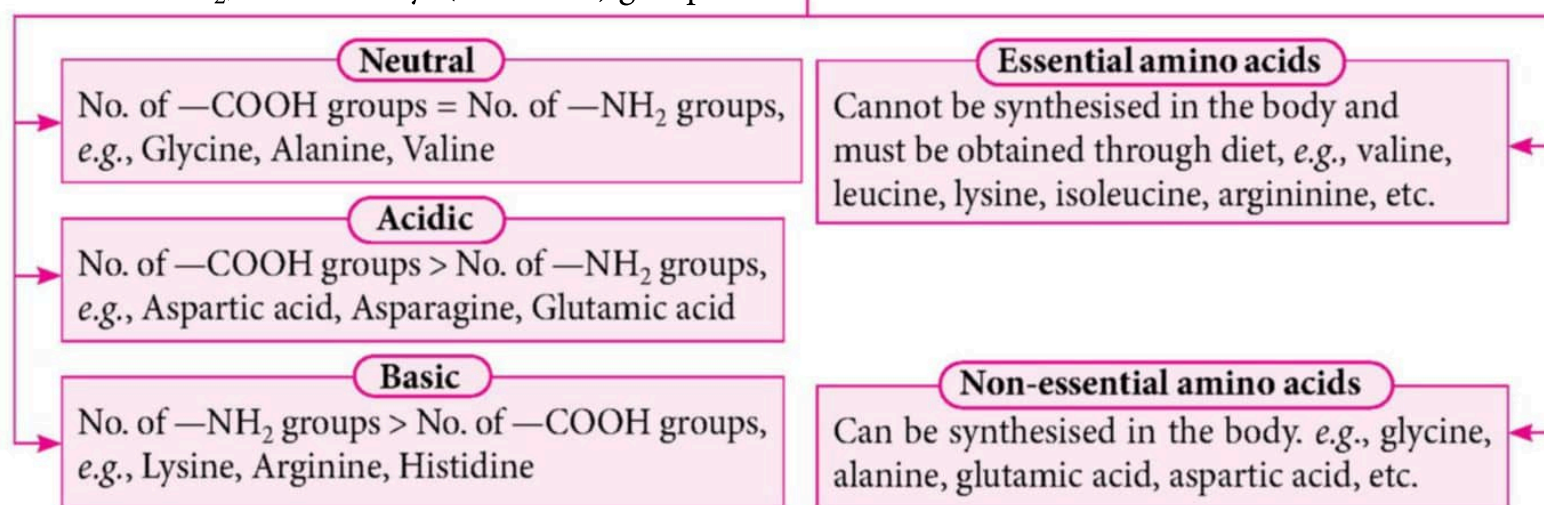 Neutral
No. of —COOH groups = No. of —NH₂ groups,
e.g., Glycine, Alanine, Valine
Acidic
No. of —COOH groups > No. of —NH₂ groups,
e.g., Aspartic acid, Asparagine, Glutamic acid
Basic
No. of —NH₂ groups > No. of —COOH groups,
e.g., Lysine, Arginine, Histidine
Essential amino acids
Cannot be synthesised in the body and
must be obtained through diet, e.g., valine,
leucine, lysine, isoleucine, argininine, etc.
Non-essential amino acids
Can be synthesised in the body. e.g., glycine,
alanine, glutamic acid, aspartic acid, etc.